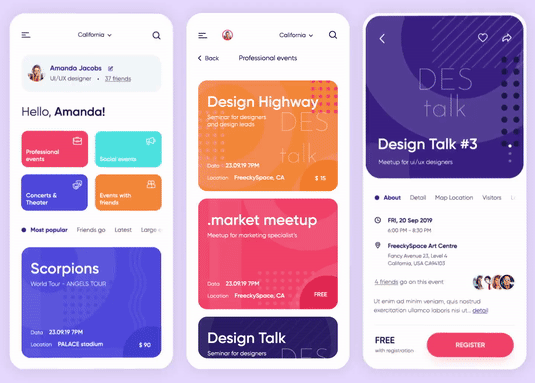 California
Amanda Jacobs
UI/UX designer • 37 friends
Hello, Amanda!
Professional
events
Social events
Concerts &
Theater
Events with
friends
Most popular Friends go Latest Large
Scorpions
World Tour - ANGELS TOUR
Date 23.09.19 7PM
Location PALACE stadium
$ 90
California
Back Professional events
Design Highway
Seminar for designers
and design leads
DES
talk
Date 23.09.19 7PM
Location FreeckySpace, CA
$ 15
.market meetup
Meetup for marketing specialist's
Date 23.09.19 7PM
Location FreeckySpace, CA
FREE
Design Talk
Seminar for designers
DES
DES
talk
Design Talk #3
Meetup for ui/ux designers
About Detail Map Location Visitors
FRI, 20 Sep 2019
6:00 PM - 8:30 PM
FreeckySpace Art Centre
Fancy Avenue 23, Level 4
California, USA CA94103
4 friends go on this event
Ut enim ad minim veniam, quis nostrud
exercitation ullamco laboris nisi ut... detail
FREE
with registration
REGISTER